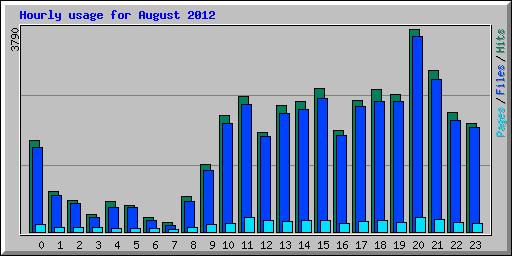 Hourly usage for August 2012
3790
Pages/Files/Hits
0 1 2 3 4 5 6 7 8 9 10 11 12 13 14 15 16 17 18 19 20 21 22 23